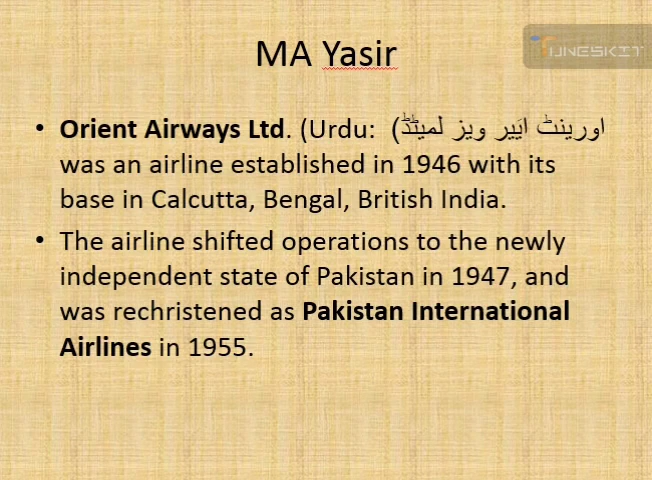 MA Yasir
TUNESKIT
• Orient Airways Ltd. (Urdu: اورینٹ ایَیر ویز لمیٹڈ)
was an airline established in 1946 with its
base in Calcutta, Bengal, British India.
• The airline shifted operations to the newly
independent state of Pakistan in 1947, and
was rechristened as Pakistan International
Airlines in 1955.